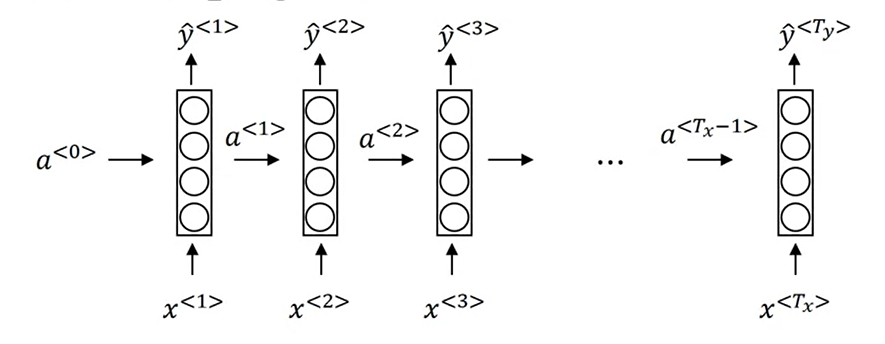 ŷ<1> ŷ<2> ŷ<3> ŷ<Ty>
a<0> a<1> a<2> ... a<Tx−1>
x<1> x<2> x<3> x<Tx>